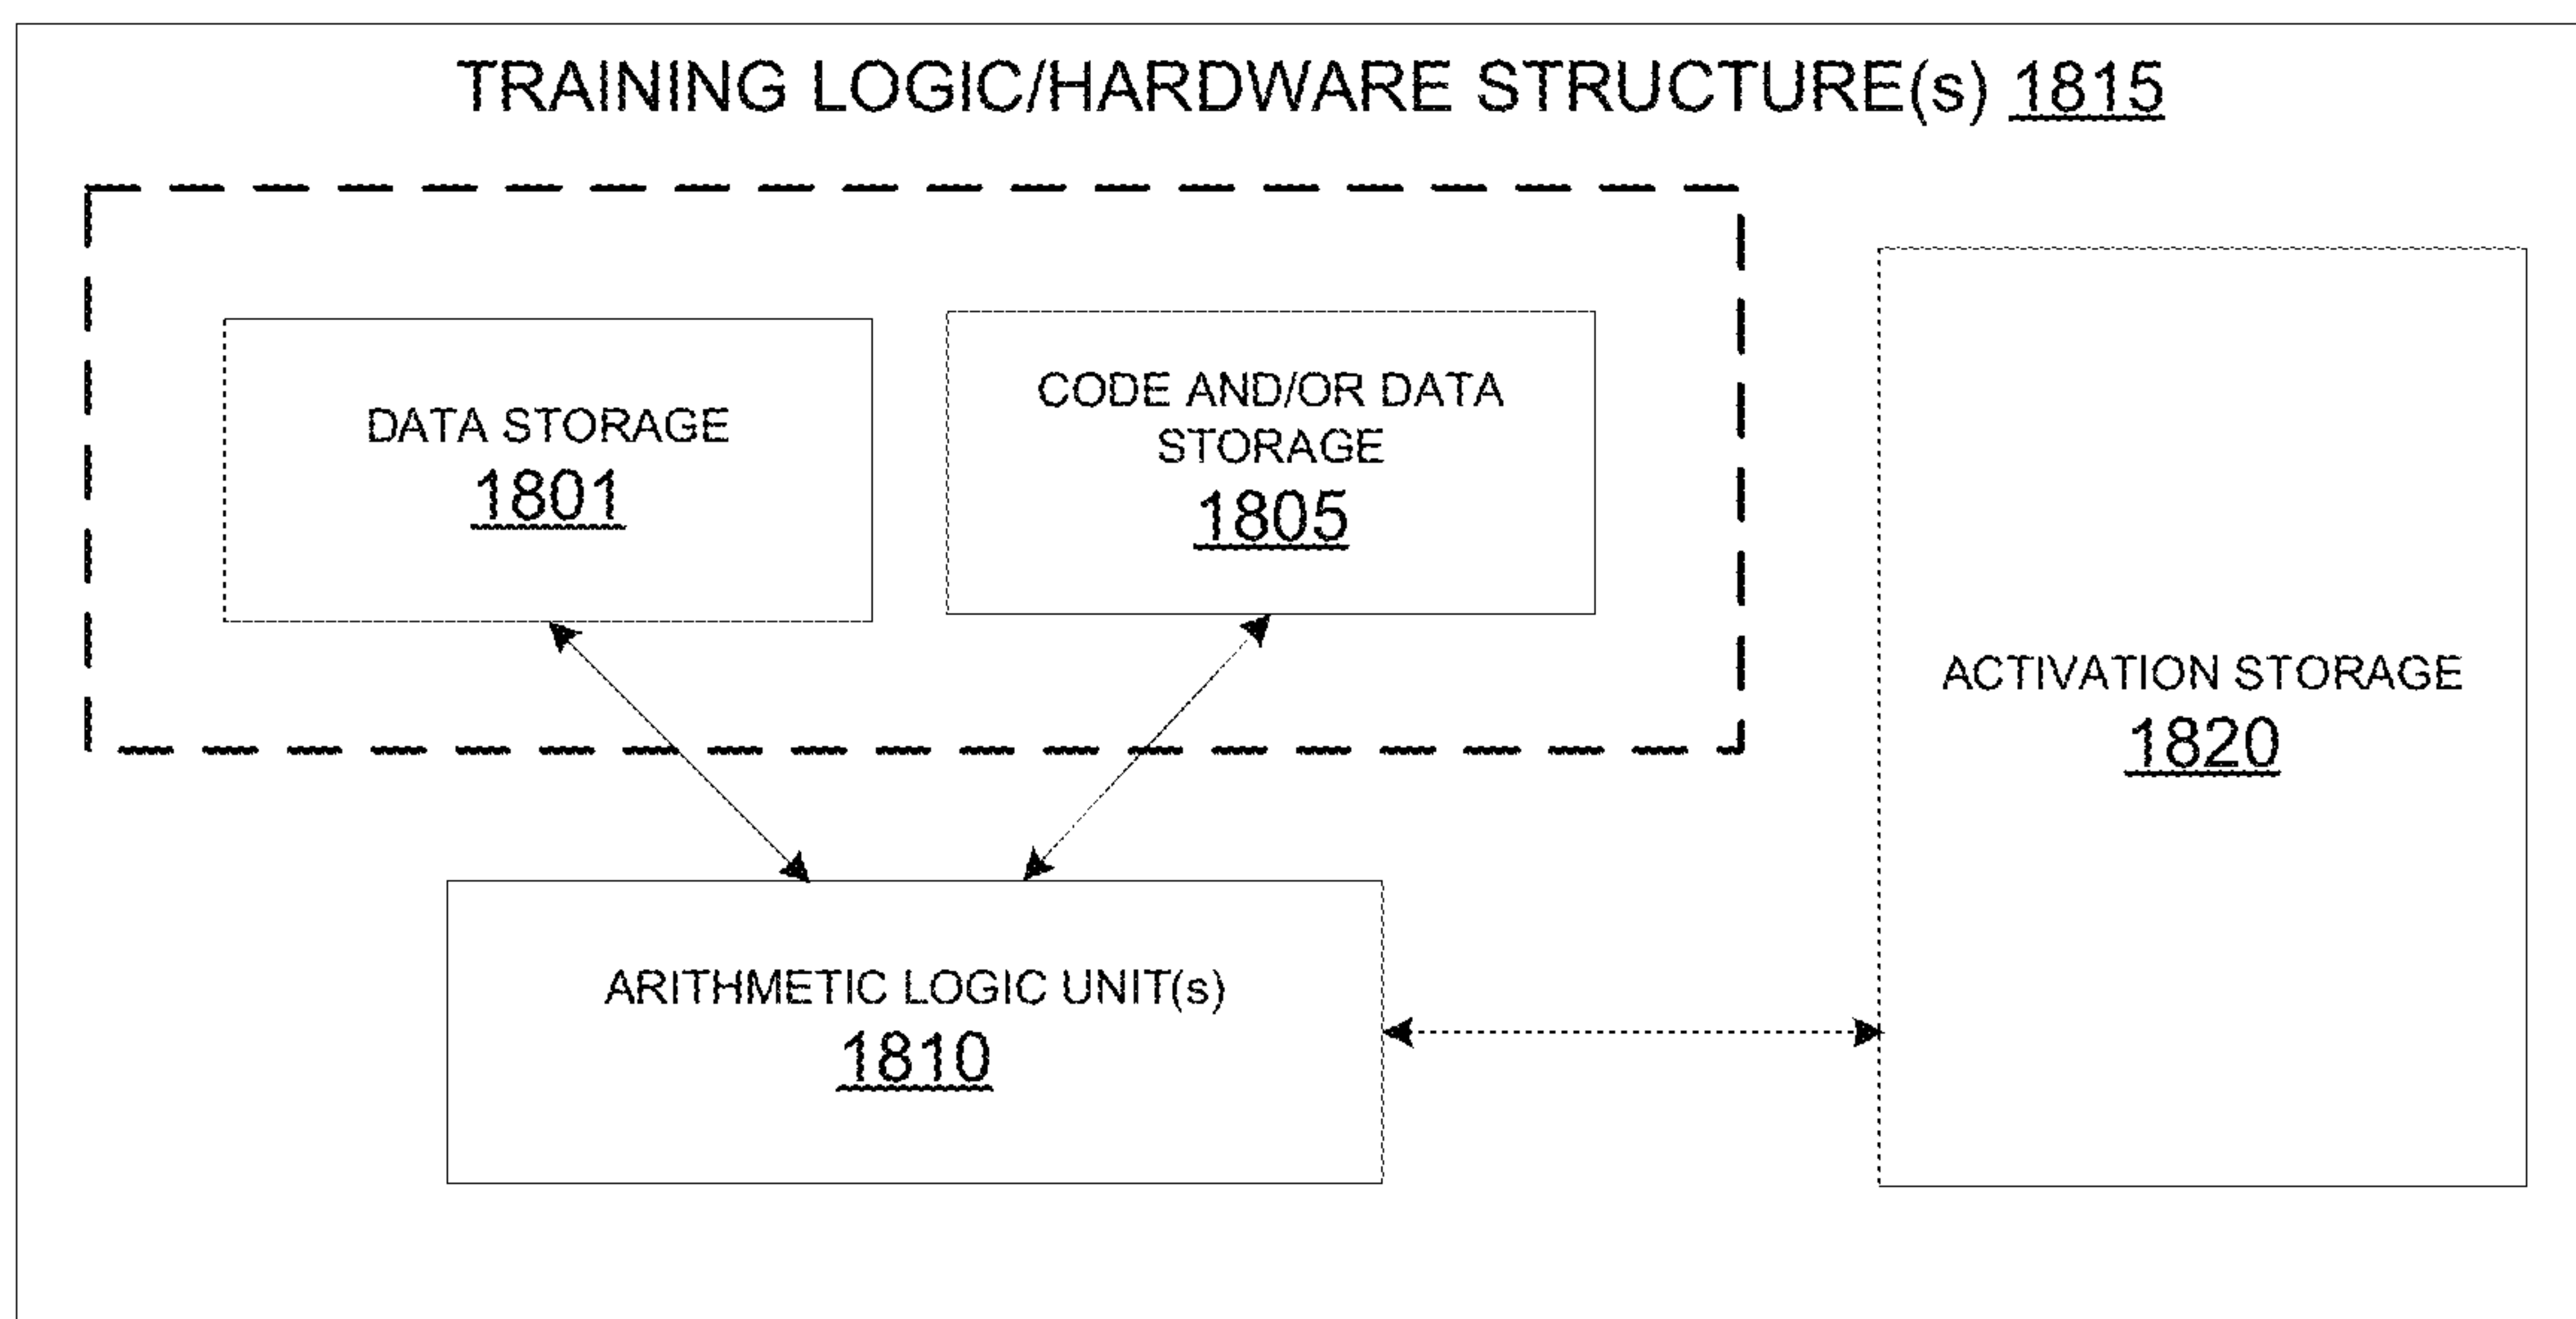 TRAINING LOGIC/HARDWARE STRUCTURE(s) 1815
DATA STORAGE
1801
CODE AND/OR DATA
STORAGE
1805
ACTIVATION STORAGE
1820
ARITHMETIC LOGIC UNIT(s)
1810